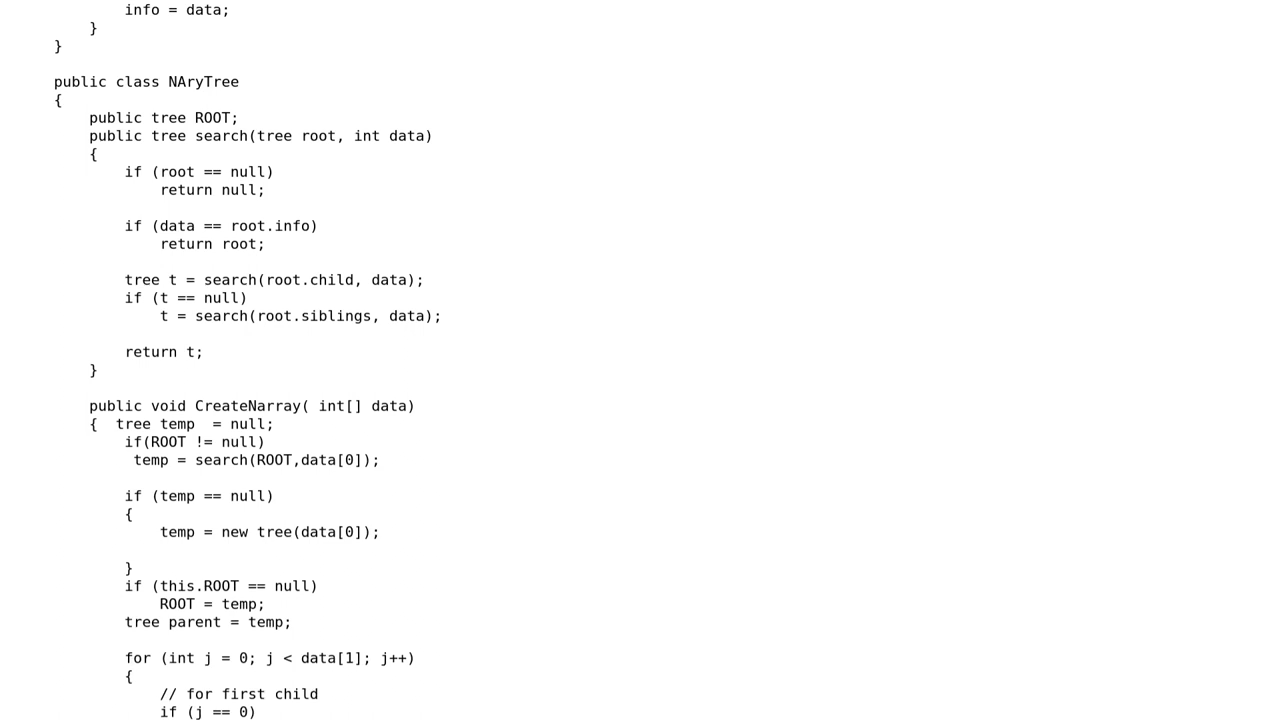 info = data;
}
}
public class NAryTree
{
public tree ROOT;
public tree search(tree root, int data)
{
if (root == null)
return null;
if (data == root.info)
return root;
tree t = search(root.child, data);
if (t == null)
t = search(root.siblings, data);
return t;
}
public void CreateNarray( int[] data)
{  tree temp  = null;
if(ROOT != null)
temp = search(ROOT,data[0]);
if (temp == null)
{
temp = new tree(data[0]);
}
if (this.ROOT == null)
ROOT = temp;
tree parent = temp;
for (int j = 0; j < data[1]; j++)
{
// for first child
if (j == 0)